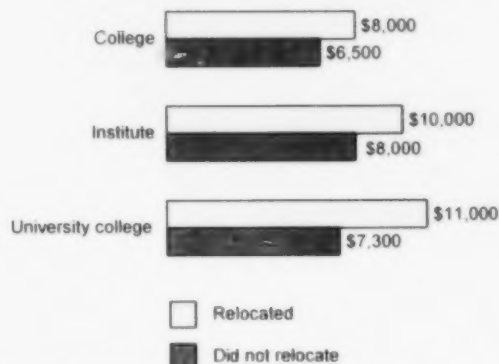 College
$8,000
$6,500
Institute
$10,000
$8,000
University college
$11,000
$7,300
Relocated
Did not relocate